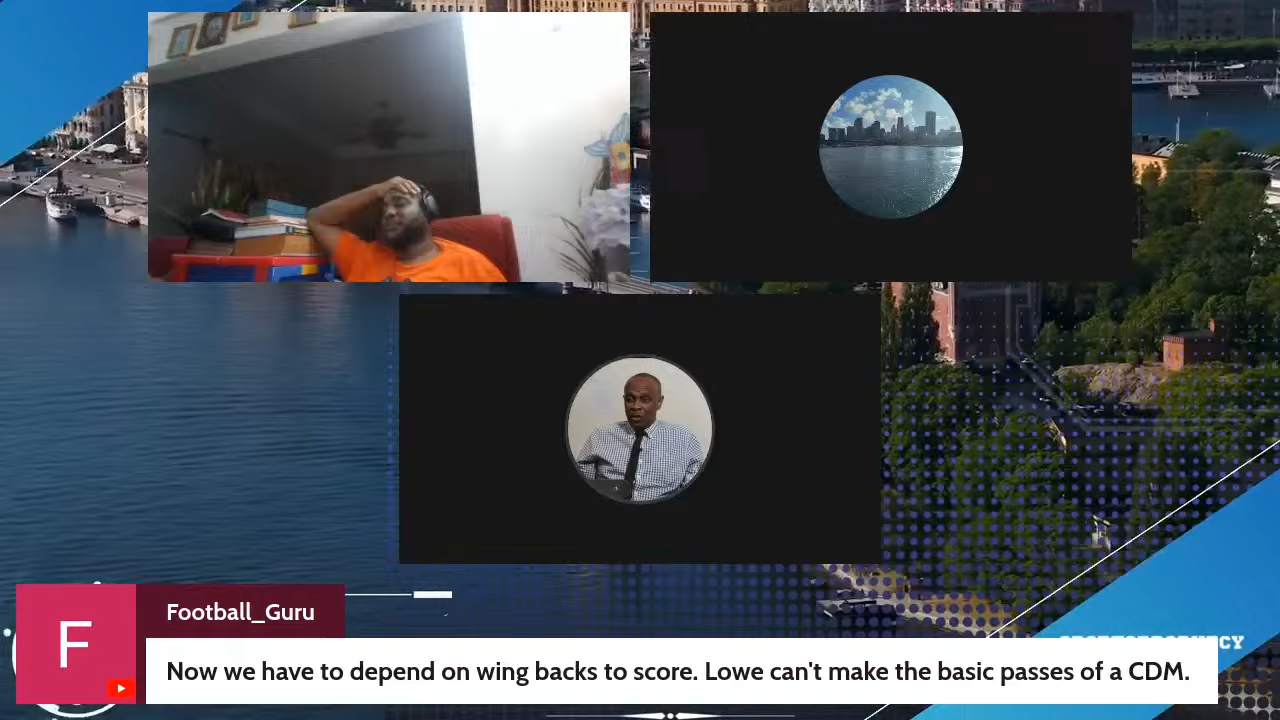 Football_Guru
F
Now we have to depend on wing backs to score. Lowe can't make the basic passes of a CDM.